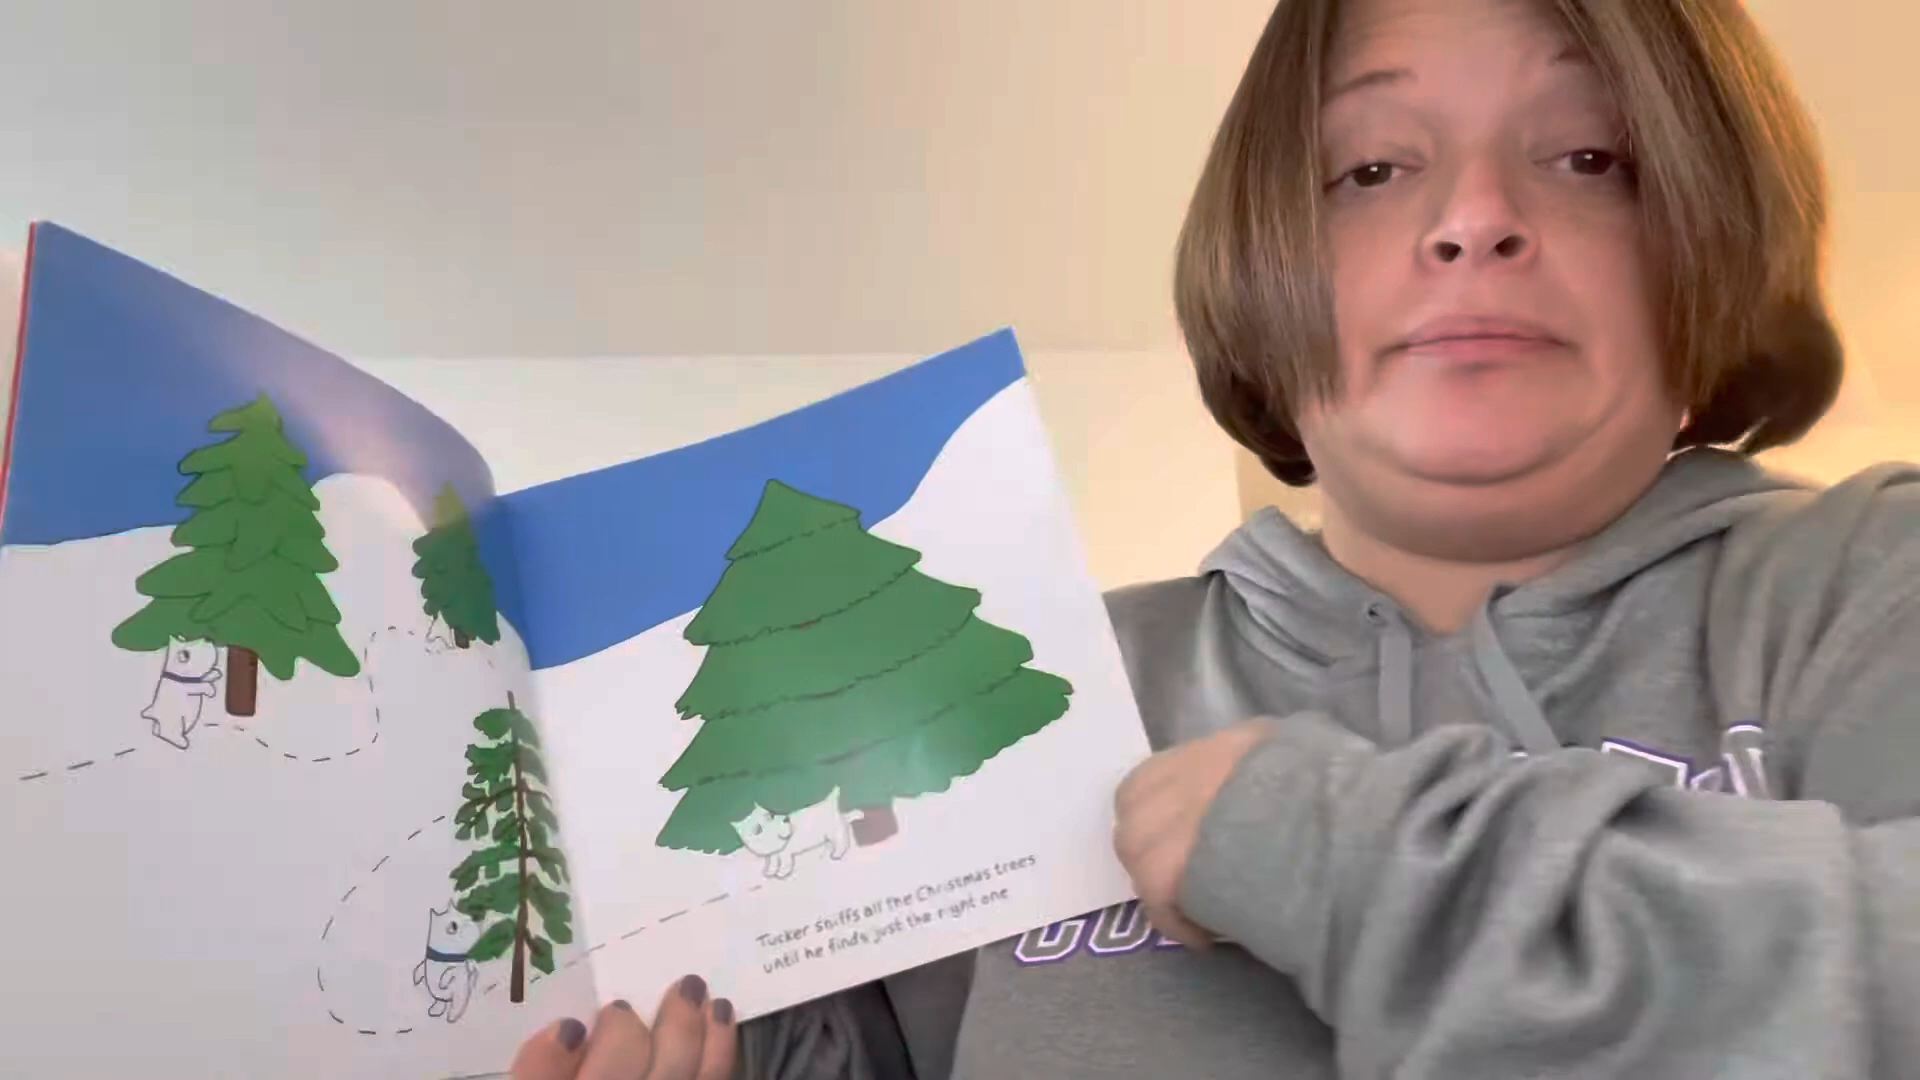 Tucker sniffs all the Christmas trees
until he finds just the right one